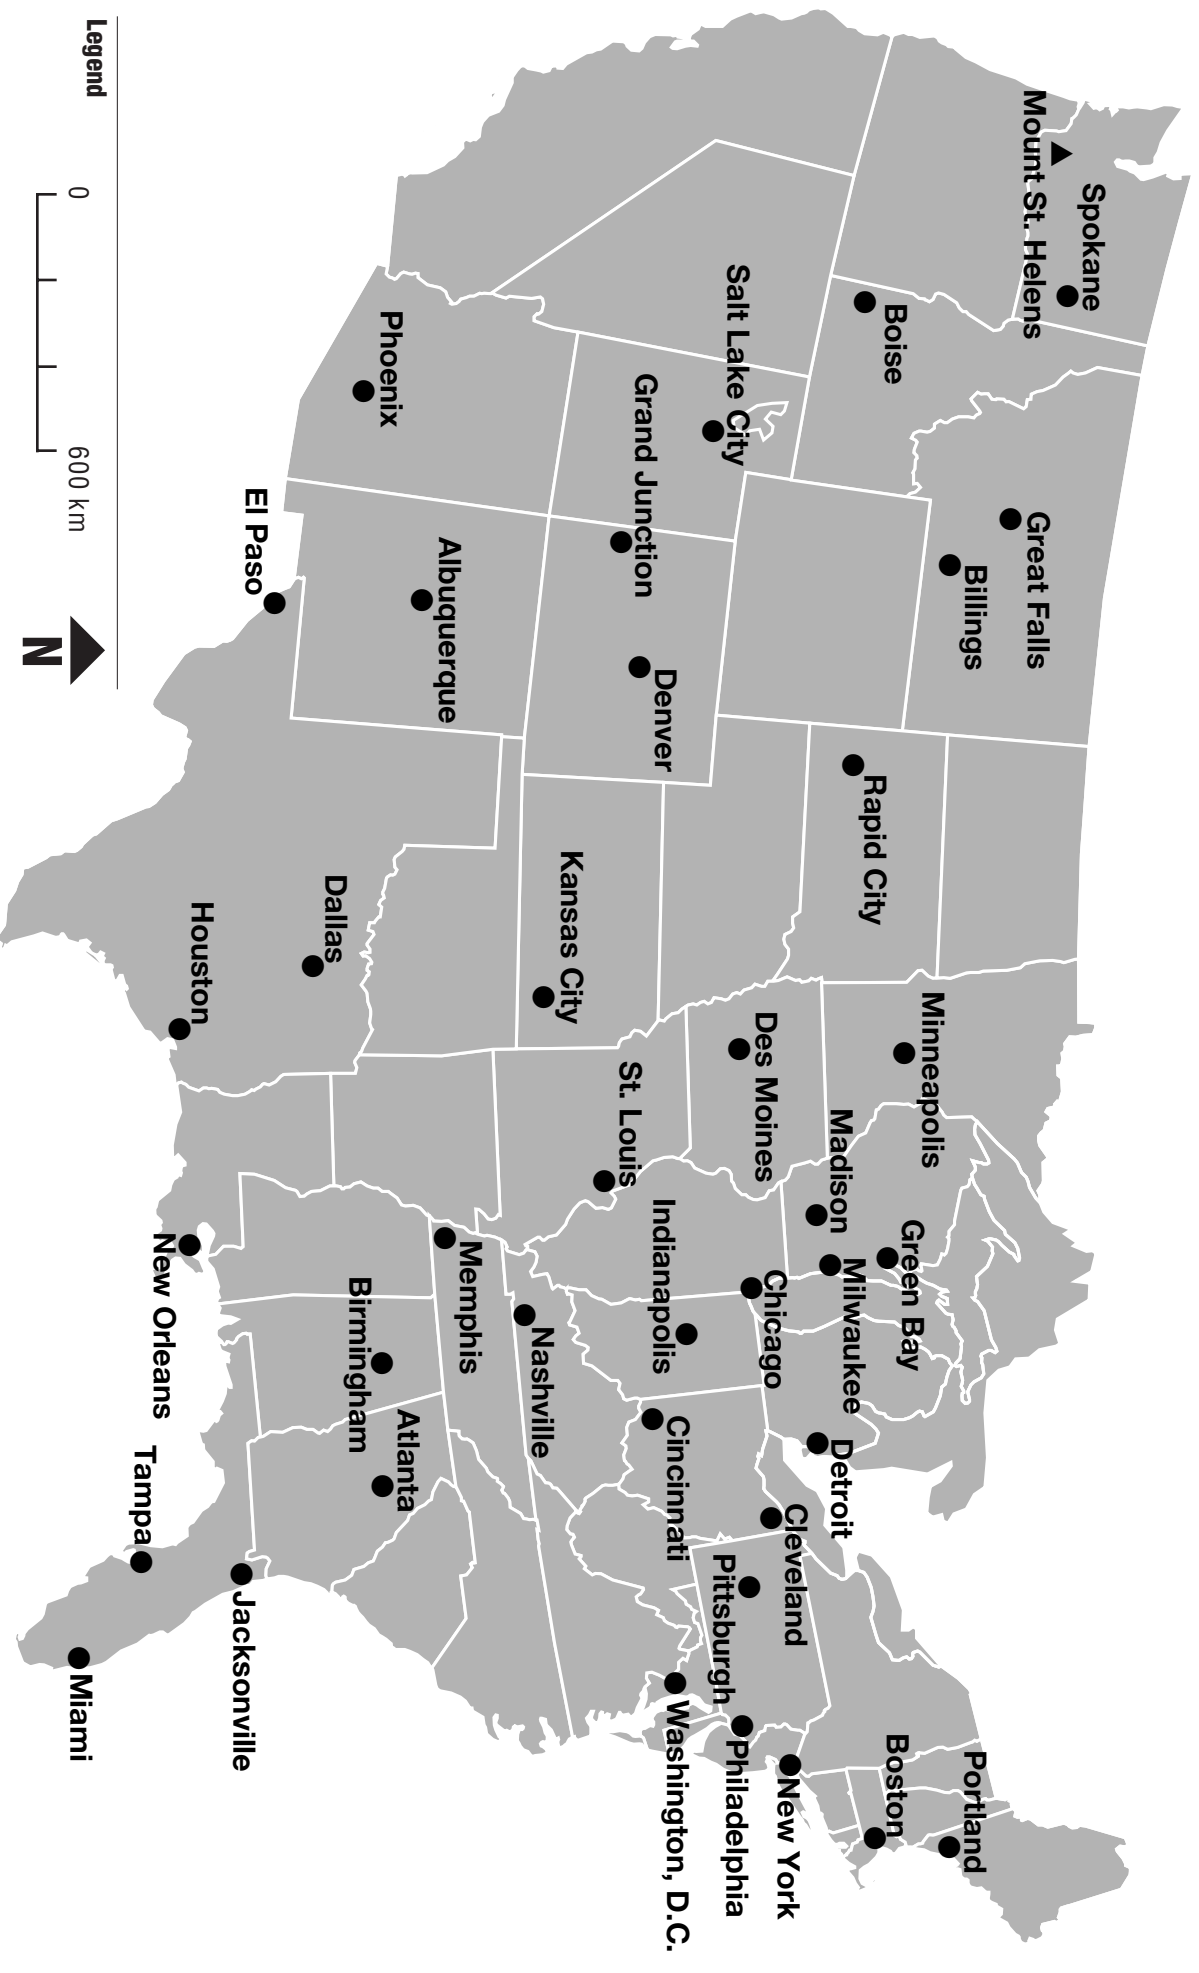 Spokane
Mount St. Helens
Great Falls
Billings
Boise
Rapid City
Minneapolis
Green Bay
Madison
Milwaukee
Portland
Boston
Detroit
Salt Lake City
Des Moines
Chicago
Cleveland
New York
Grand Junction
Denver
Indianapolis
Cincinnati
Pittsburgh
Philadelphia
Kansas City
St. Louis
Washington, D.C.
Nashville
Memphis
Phoenix
Albuquerque
Birmingham
Atlanta
Dallas
El Paso
Houston
New Orleans
Jacksonville
Tampa
Miami
Legend
0
600 km
N